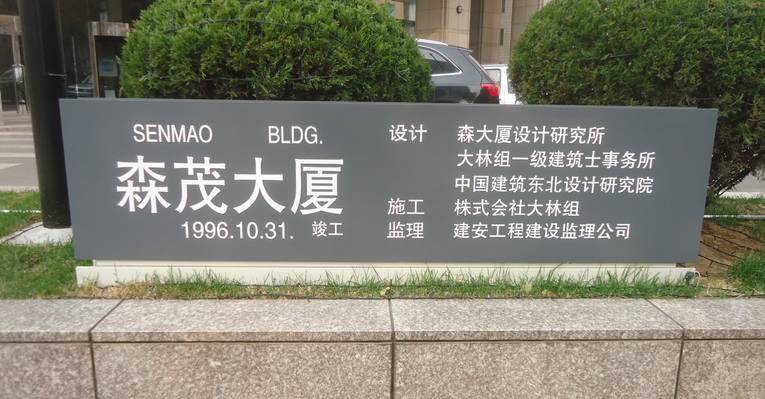 SENMAO BLDG.
森茂大厦
1996.10.31. 竣工
设计 森大厦设计研究所
大林组一级建筑士事务所
中国建筑东北设计研究院
施工 株式会社大林组
监理 建安工程建设监理公司